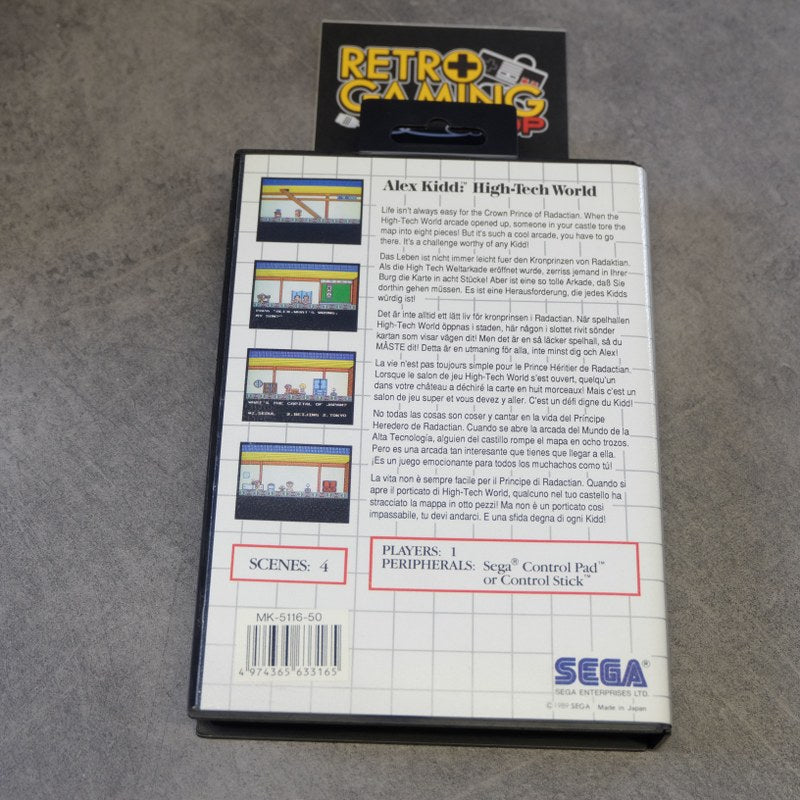 RETRO
GAMING
Alex Kidd:™ High-Tech World
Life isn't always easy for the Crown Prince of Radactian. When the
High-Tech World arcade opened up, someone in your castle tore the
map into eight pieces! But it's such a cool arcade, you have to go
there. It's a challenge worthy of any Kidd!
Das Leben ist nicht immer leicht fuer den Kronprinzen von Radaktian.
Als die High Tech Weltarkade eröffnet wurde, zerriss jemand in Ihrer
Burg die Karte in acht Stücke! Aber ist eine so tolle Arkade, daß Sie
dorthin gehen müssen. Es ist eine Herausforderung, die jedes Kidds
würdig ist!
Det är inte alltid ett lätt liv för kronprinsen i Radactian. När spelhallen
High-Tech World öppnas i staden, här någon i slottet rivit sönder
kartan som visar vägen dit! Men det är en så läcker spelhall, så du
MÅSTE dit! Detta är en utmaning för alla, inte minst dig och Alex!
La vie n'est pas toujours simple pour le Prince Héritier de Radactian.
Lorsque le salon de jeu High-Tech World s'est ouvert, quelqu'un
dans votre château a déchiré la carte en huit morceaux! Mais c'est un
salon de jeu super et vous devez y aller. C'est un défi digne du Kidd!
No todas las cosas son coser y cantar en la vida del Príncipe
Heredero de Radactian. Cuando se abre la arcada del Mundo de la
Alta Tecnología, alguien del castillo rompe el mapa en ocho trozos.
Pero es una arcada tan interesante que tienes que llegar a ella.
¡Es un juego emocionante para todos los muchachos como tú!
La vita non è sempre facile per il Principe di Radactian. Quando si
apre il porticato di High-Tech World, qualcuno nel tuo castello ha
stracciato la mappa in otto pezzi! Ma non è un porticato così
impassabile, tu devi andarci. E una sfida degna di ogni Kidd!
WHAT'S THE CAPITAL OF JAPAN?
1.SEOUL 2.BEIJING 3.TOKYO
SCENES: 4
PLAYERS: 1
PERIPHERALS: Sega® Control Pad™
or Control Stick™
MK-5116-50
4 974365 633165
SEGA®
SEGA ENTERPRISES LTD.
© 1989 SEGA Made in Japan